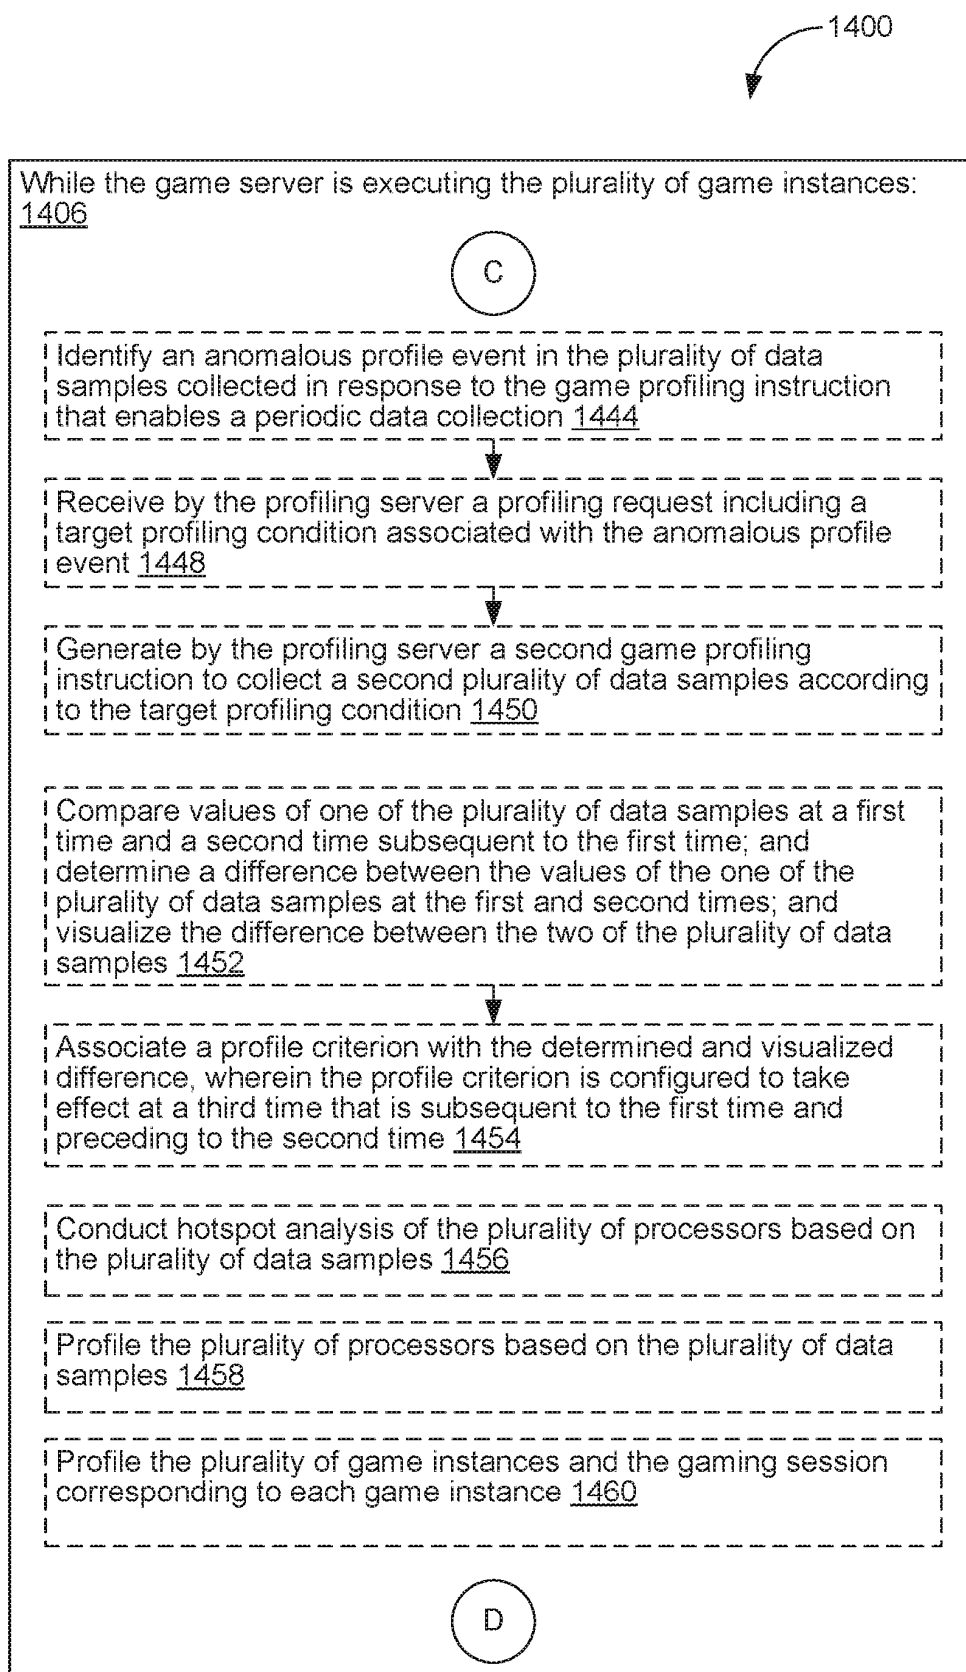 1400
While the game server is executing the plurality of game instances:
1406
C
Identify an anomalous profile event in the plurality of data
samples collected in response to the game profiling instruction
that enables a periodic data collection 1444
Receive by the profiling server a profiling request including a
target profiling condition associated with the anomalous profile
event 1448
Generate by the profiling server a second game profiling
instruction to collect a second plurality of data samples according
to the target profiling condition 1450
Compare values of one of the plurality of data samples at a first
time and a second time subsequent to the first time; and
determine a difference between the values of the one of the
plurality of data samples at the first and second times; and
visualize the difference between the two of the plurality of data
samples 1452
Associate a profile criterion with the determined and visualized
difference, wherein the profile criterion is configured to take
effect at a third time that is subsequent to the first time and
preceding to the second time 1454
Conduct hotspot analysis of the plurality of processors based on
the plurality of data samples 1456
Profile the plurality of processors based on the plurality of data
samples 1458
Profile the plurality of game instances and the gaming session
corresponding to each game instance 1460
D